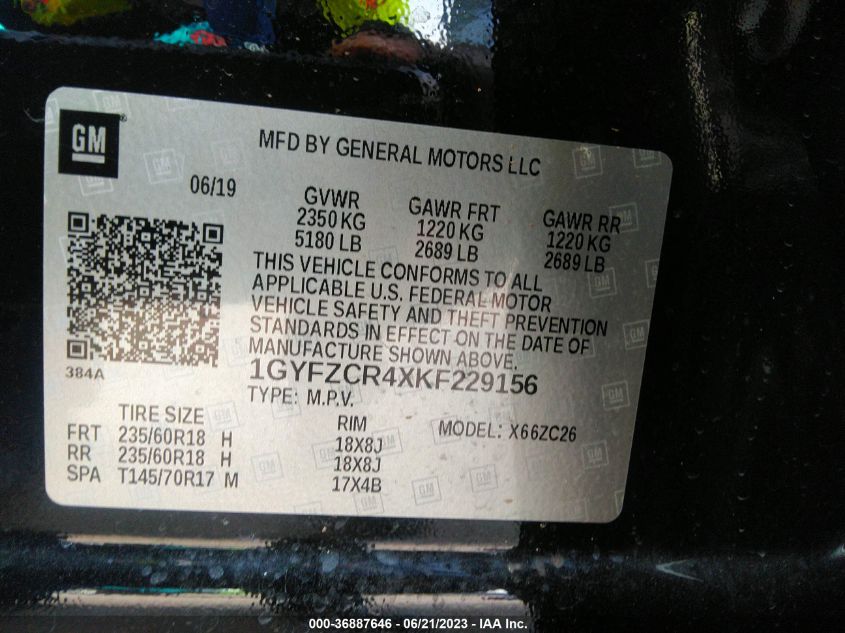 GM
MFD BY GENERAL MOTORS LLC
06/19
GVWR
2350 KG
5180 LB
GAWR FRT
1220 KG
2689 LB
GAWR RR
1220 KG
2689 LB
THIS VEHICLE CONFORMS TO ALL
APPLICABLE U.S. FEDERAL MOTOR
VEHICLE SAFETY AND THEFT PREVENTION
STANDARDS IN EFFECT ON THE DATE OF
MANUFACTURE SHOWN ABOVE.
384A
1GYFZCR4XKF229156
TYPE: M.P.V.
MODEL: X66ZC26
TIRE SIZE RIM
FRT 235/60R18 H 18X8J
RR 235/60R18 H 18X8J
SPA T145/70R17 M 17X4B
000-36887646 - 06/21/2023 - IAA Inc.